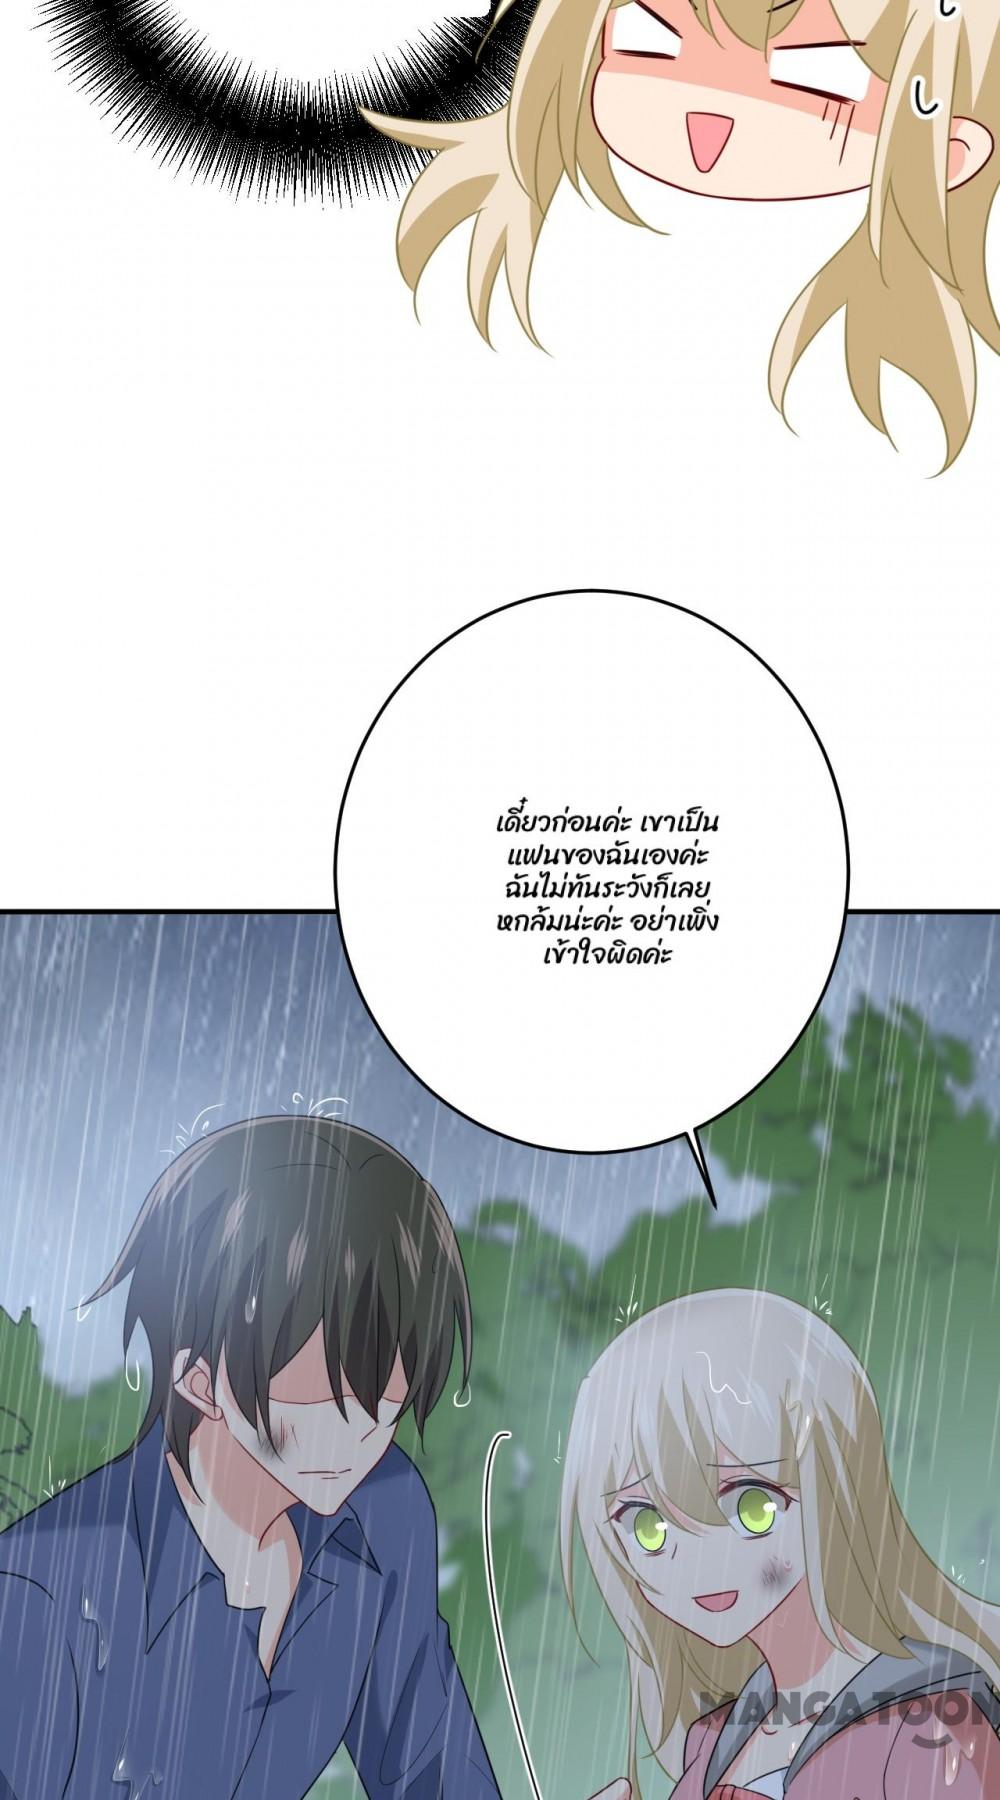 เดี๋ยวก่อนค่ะ เขาเป็น
แฟนของฉันเองค่ะ
ฉันไม่ทันระวังก็เลย
หกล้มน่ะค่ะ อย่าเพิ่ง
เข้าใจผิดค่ะ
MANGATOON